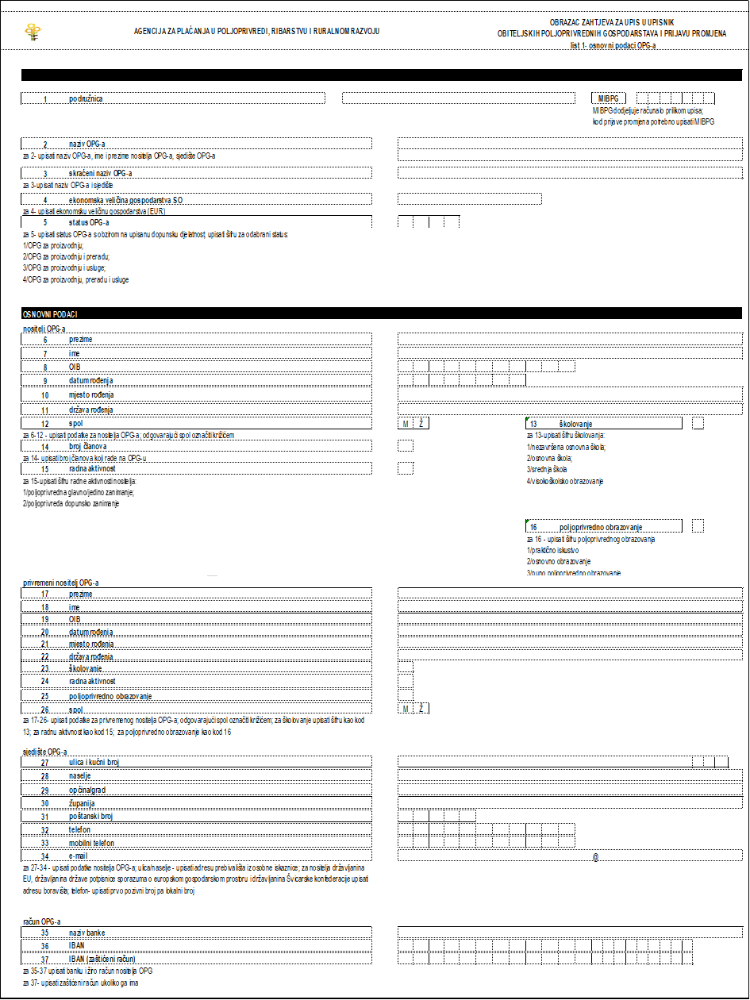 AGENCIJA ZA PLAĆANJA U POLJOPRIVREDI, RIBARSTVU I RURALNOM RAZVOJU
OBRAZAC ZAHTJEVA ZA UPIS U UPISNIK
OBITELJSKIH POLJOPRIVREDNIH GOSPODARSTAVA I PRIJAVU PROMJENA
list 1- osnovni podaci OPG-a
1 podružnica MIBPG
MIBPG dodjeljuje računalo prilikom upisa;
kod prijave promjena potrebno upisati MIBPG
2 naziv OPG-a
za 2- upisati naziv OPG-a, ime i prezime nositelja OPG-a, sjedište OPG-a
3 skraćeni naziv OPG-a
za 3-upisati naziv OPG-a i sjedište
4 ekonomska veličina gospodarstva SO
za 4- upisati ekonomsku veličinu gospodarstva (EUR)
5 status OPG-a
za 5- upisati status OPG-a s obzirom na upisanu dopunsku djelatnost; upisati šifru za odabrani status:
1/OPG za proizvodnju;
2/OPG za proizvodnju i preradu;
3/OPG za proizvodnju i usluge;
4/OPG za proizvodnju, preradu i usluge
OSNOVNI PODACI
nositelj OPG-a
6 prezime
7 ime
8 OIB
9 datum rođenja
10 mjesto rođenja
11 država rođenja
12 spol M Ž 13 školovanje
za 6-12 - upisati podatke za nositelja OPG-a; odgovarajući spol označiti križićem
za 13-upisati šifru školovanja:
14 broj članova
1/nezavršena osnovna škola;
za 14- upisati broj članova koji rade na OPG-u
2/osnovna škola;
15 radna aktivnost
3/srednja škola
za 15-upisati šifru radne aktivnosti nositelja:
4/visokoškolsko obrazovanje
1/poljoprivredna glavno/jedino zanimanje;
2/poljoprivreda dopunsko zanimanje
16 poljoprivredno obrazovanje
za 16 - upisati šifru poljoprivrednog obrazovanja
1/praktično iskustvo
2/osnovno obrazovanje
3/puno poljoprivredno obrazovanje
privremeni nositelj OPG-a
17 prezime
18 ime
19 OIB
20 datum rođenja
21 mjesto rođenja
22 država rođenja
23 školovanje
24 radna aktivnost
25 poljoprivredno obrazovanje
26 spol M Ž
za 17-26- upisati podatke za privremenog nositelja OPG-a; odgovarajući spol označiti križićem; za školovanje upisati šifru kao kod
13; za radnu aktivnost kao kod 15; za poljoprivredno obrazovanje kao kod 16
sjedište OPG-a
27 ulica i kućni broj
28 naselje
29 općina/grad
30 županija
31 poštanski broj
32 telefon
33 mobilni telefon
34 e-mail @
za 27-34 - upisati podatke nositelja OPG-a; ulica/naselje - upisati adresu prebivališta iz osobne iskaznice; za nositelja državljanina
EU, državljanina države potpisnice sporazuma o europskom gospodarskom prostoru i državljanina Švicarske konfederacije upisati
adresu boravišta; telefon- upisati prvo pozivni broj pa lokalni broj
račun OPG-a
35 naziv banke
36 IBAN
37 IBAN (zaštićeni račun)
za 35-37 upisati banku i žiro račun nositelja OPG
za 37- upisati zaštićeni račun ukoliko ga ima